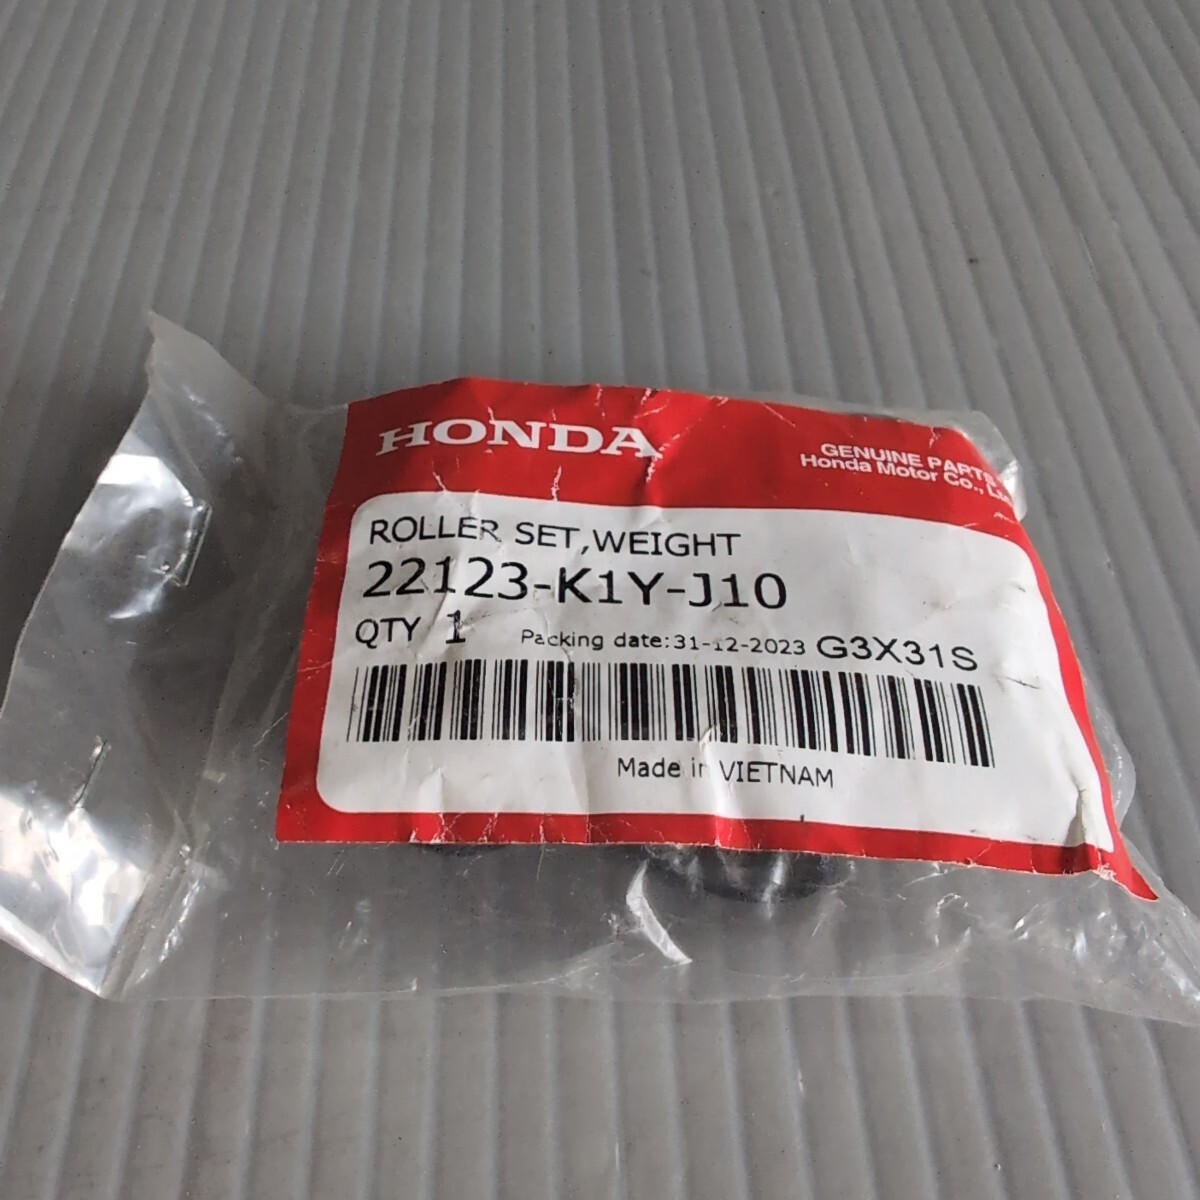 HONDA
GENUINE PARTS
Honda Motor Co.,
ROLLER SET,WEIGHT
22123-K1Y-J10
QTY 1 Packing date:31-12-2023 G3X31S
Made in VIETNAM